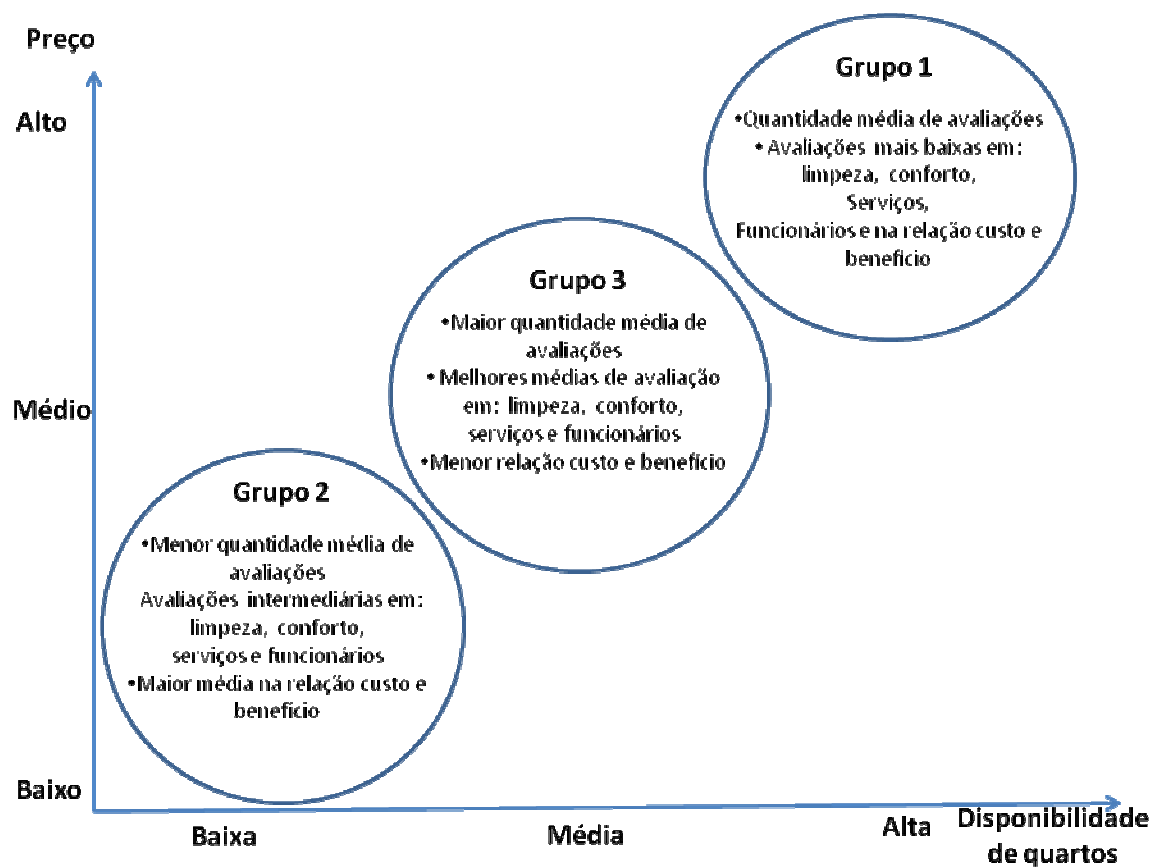 Preço
Alto
Médio
Baixo
Grupo 1
•Quantidade média de avaliações
• Avaliações mais baixas em:
limpeza, conforto,
Serviços,
Funcionários e na relação custo e
benefício
Grupo 3
•Maior quantidade média de
avaliações
• Melhores médias de avaliação
em: limpeza, conforto,
serviços e funcionários
•Menor relação custo e benefício
Grupo 2
•Menor quantidade média de
avaliações
Avaliações intermediárias em:
limpeza, conforto,
serviços e funcionários
•Maior média na relação custo e
benefício
Baixa
Média
Alta
Disponibilidade
de quartos